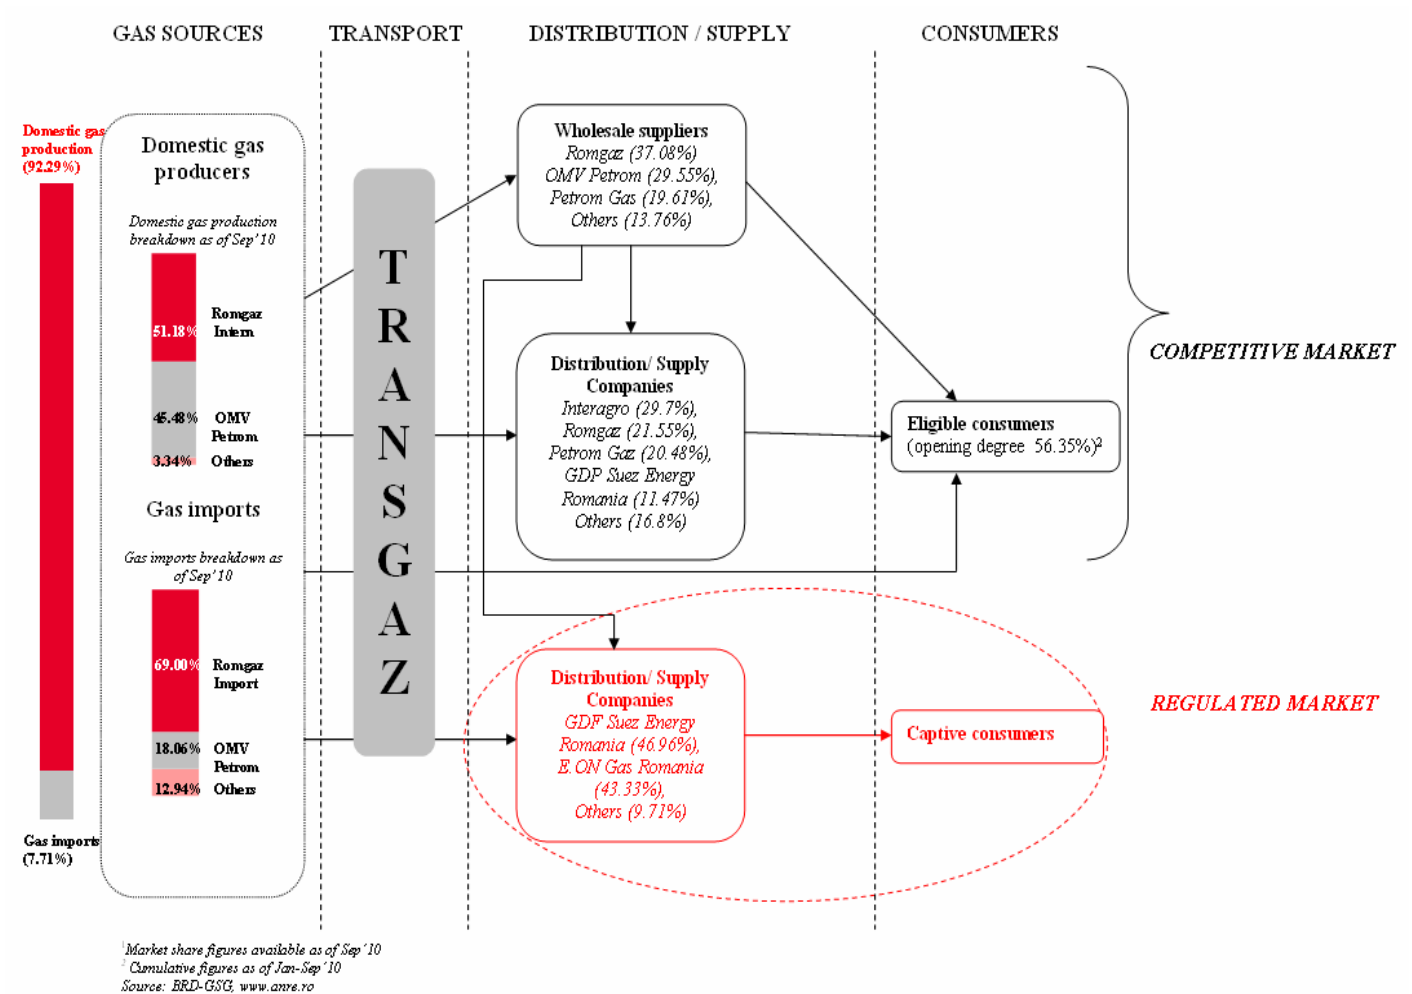 GAS SOURCES
TRANSPORT
DISTRIBUTION / SUPPLY
CONSUMERS
Domestic gas
production
(92.29%)
Gas imports
(7.71%)
Domestic gas
producers
Domestic gas production
breakdown as of Sep'10
51.18%
Romgaz
Intern
45.48%
OMV
Petrom
3.34%
Others
Gas imports
Gas imports breakdown as
of Sep'10
69.00%
Romgaz
Import
18.06%
OMV
Petrom
12.94%
Others
T
R
A
N
S
G
A
Z
Wholesale suppliers
Romgaz (37.08%)
OMV Petrom (29.55%),
Petrom Gas (19.61%),
Others (13.76%)
Distribution/ Supply
Companies
Interagro (29.7%),
Romgaz (21.55%),
Petrom Gaz (20.48%),
GDP Suez Energy
Romania (11.47%)
Others (16.8%)
Distribution/ Supply
Companies
GDF Suez Energy
Romania (46.96%),
E.ON Gas Romania
(43.33%),
Others (9.71%)
Eligible consumers
(opening degree 56.35%)²
Captive consumers
COMPETITIVE MARKET
REGULATED MARKET
¹Market share figures available as of Sep'10
² Cumulative figures as of Jan-Sep'10
Source: BRD-GSG, www.anre.ro